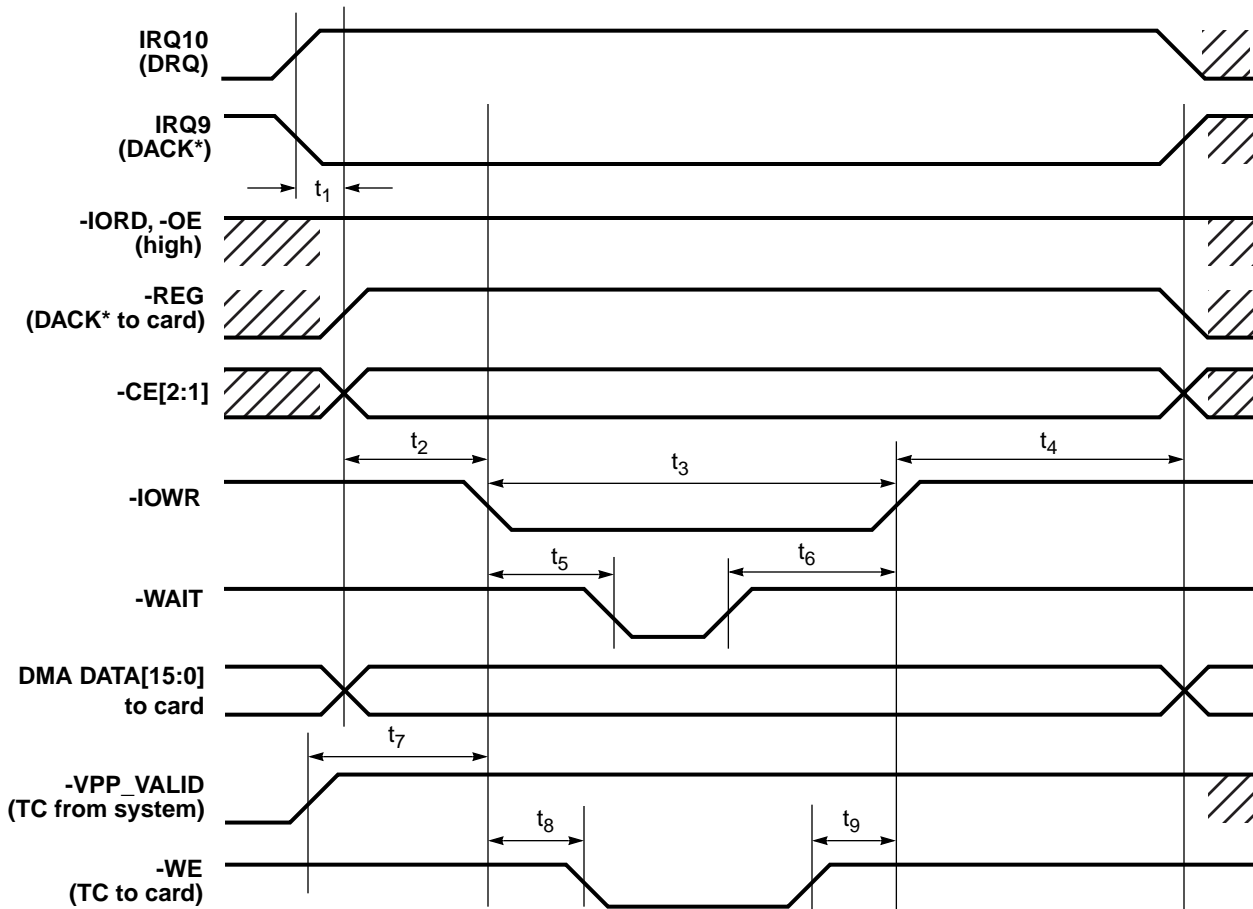 IRQ10
(DRQ)
IRQ9
(DACK*)
t1
-IORD, -OE
(high)
-REG
(DACK* to card)
-CE[2:1]
t2
t3
t4
-IOWR
t5
t6
-WAIT
DMA DATA[15:0]
to card
t7
-VPP_VALID
(TC from system)
t8
t9
-WE
(TC to card)